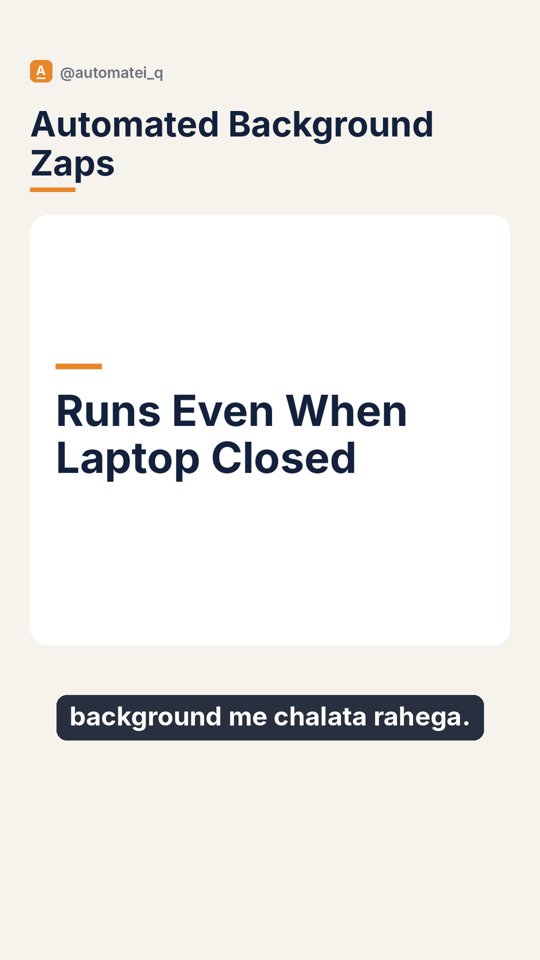 A
@automatei_q
Automated Background
Zaps
Runs Even When
Laptop Closed
background me chalata rahega.